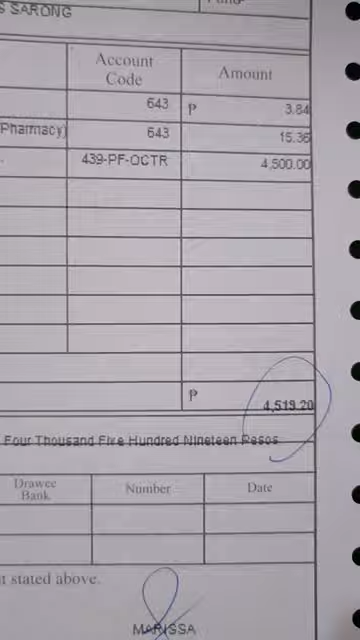 S SARONG
Account Code Amount
643 ₱ 3.84
Pharmacy) 643 15.36
439-PF-OCTR 4,500.00
₱ 4,519.20
Four Thousand Five Hundred Nineteen Pesos
Drawee Bank Number Date
t stated above.
MARISSA